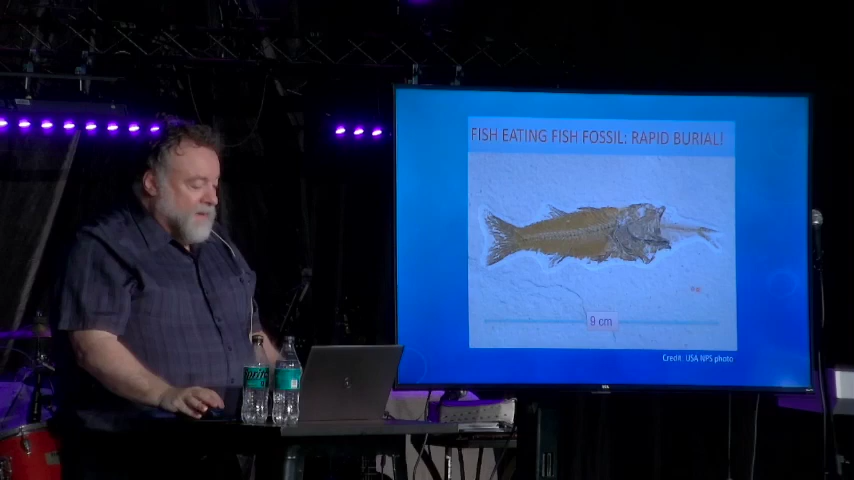 FISH EATING FISH FOSSIL: RAPID BURIAL!
9 cm
Credit USA NPS photo